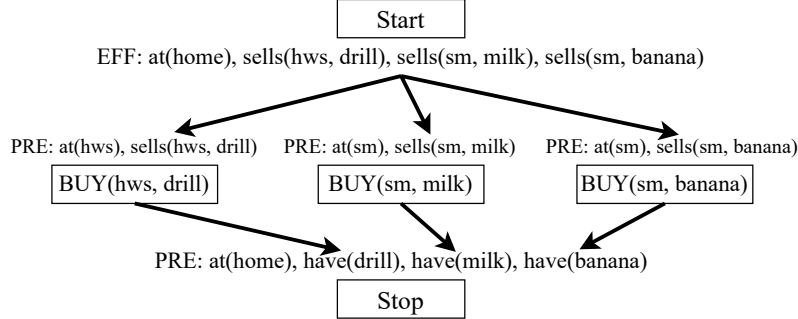 Start
EFF: at(home), sells(hws, drill), sells(sm, milk), sells(sm, banana)
PRE: at(hws), sells(hws, drill) PRE: at(sm), sells(sm, milk) PRE: at(sm), sells(sm, banana)
BUY(hws, drill) BUY(sm, milk) BUY(sm, banana)
PRE: at(home), have(drill), have(milk), have(banana)
Stop